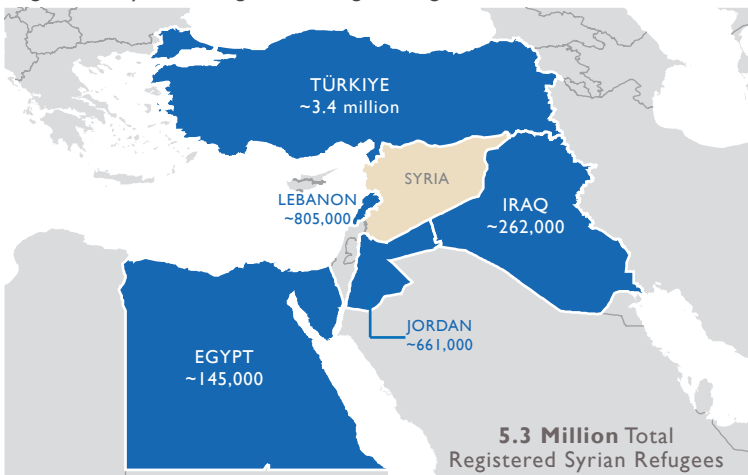 TÜRKIYE
~3.4 million
SYRIA
LEBANON
~805,000
IRAQ
~262,000
JORDAN
~661,000
EGYPT
~145,000
5.3 Million Total
Registered Syrian Refugees